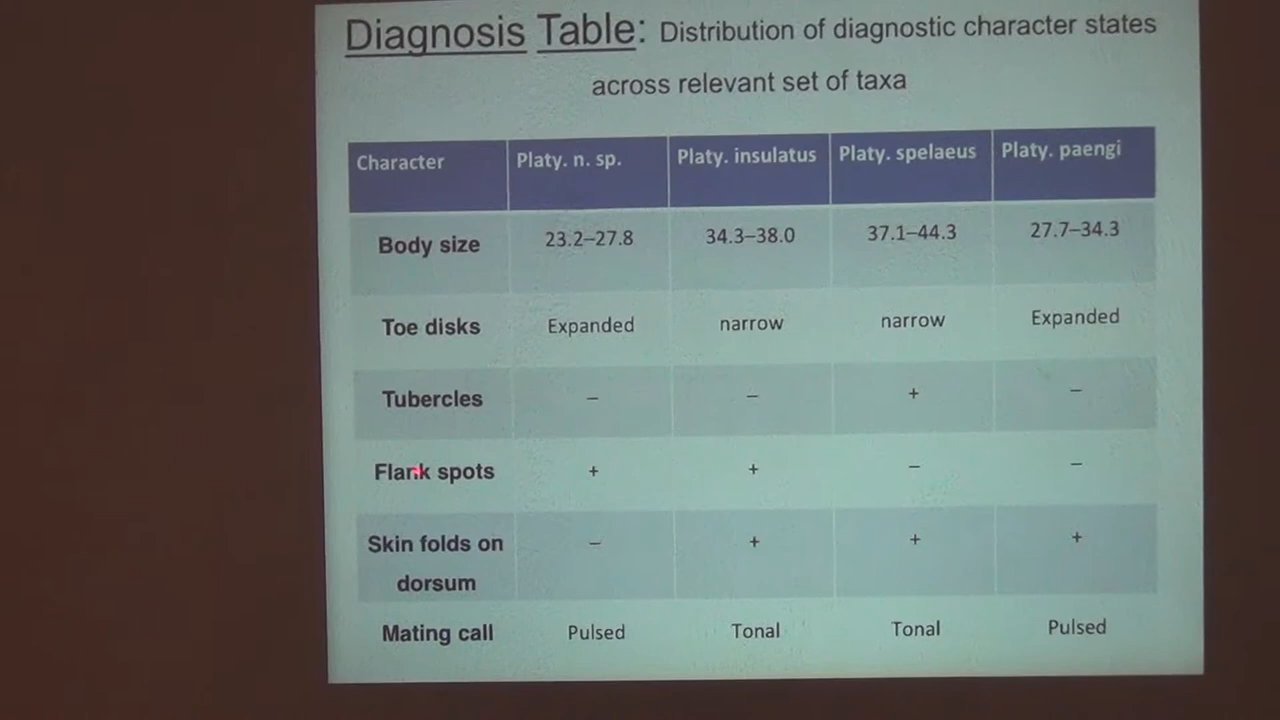 Diagnosis Table: Distribution of diagnostic character states
across relevant set of taxa
Character Platy. n. sp. Platy. insulatus Platy. spelaeus Platy. paengi
Body size 23.2–27.8 34.3–38.0 37.1–44.3 27.7–34.3
Toe disks Expanded narrow narrow Expanded
Tubercles – – + –
Flank spots + + – –
Skin folds on dorsum – + + +
Mating call Pulsed Tonal Tonal Pulsed